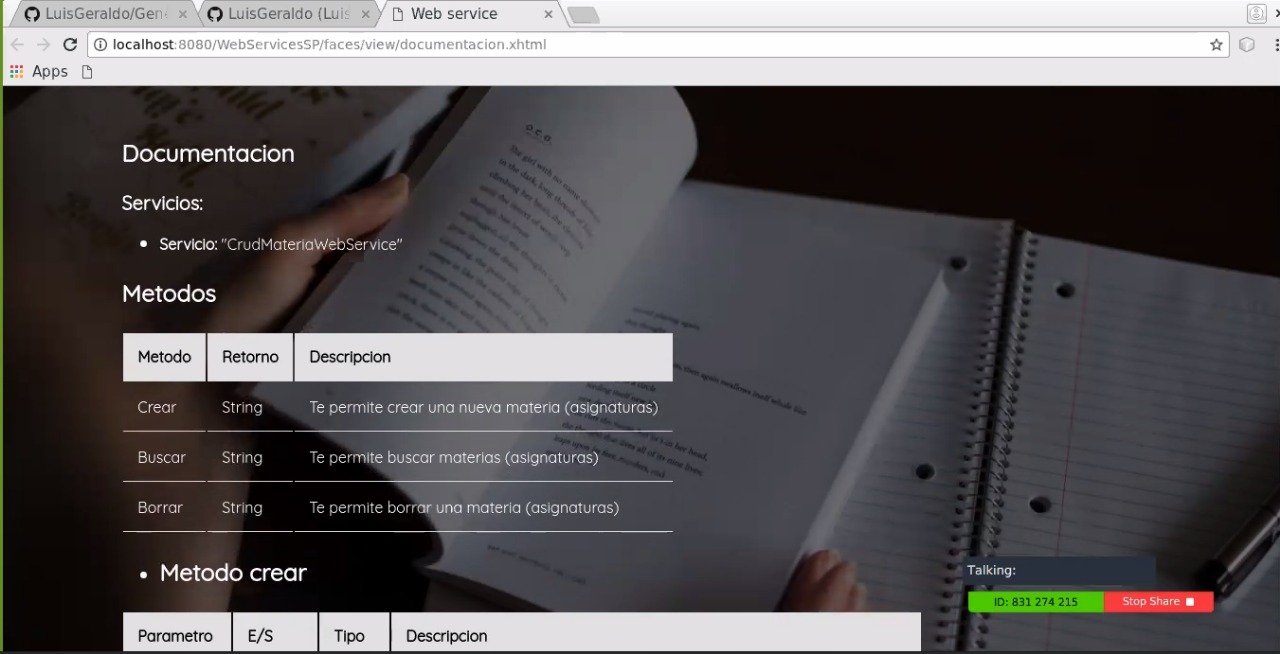 LuisGeraldo/Gen
LuisGeraldo (Luis
Web service
localhost:8080/WebServicesSP/faces/view/documentacion.xhtml
Apps
Documentacion
Servicios:
Servicio: "CrudMateriaWebService"
Metodos
Metodo Retorno Descripcion
Crear String Te permite crear una nueva materia (asignaturas)
Buscar String Te permite buscar materias (asignaturas)
Borrar String Te permite borrar una materia (asignaturas)
Metodo crear
Parametro E/S Tipo Descripcion
Talking:
ID: 831 274 215 Stop Share